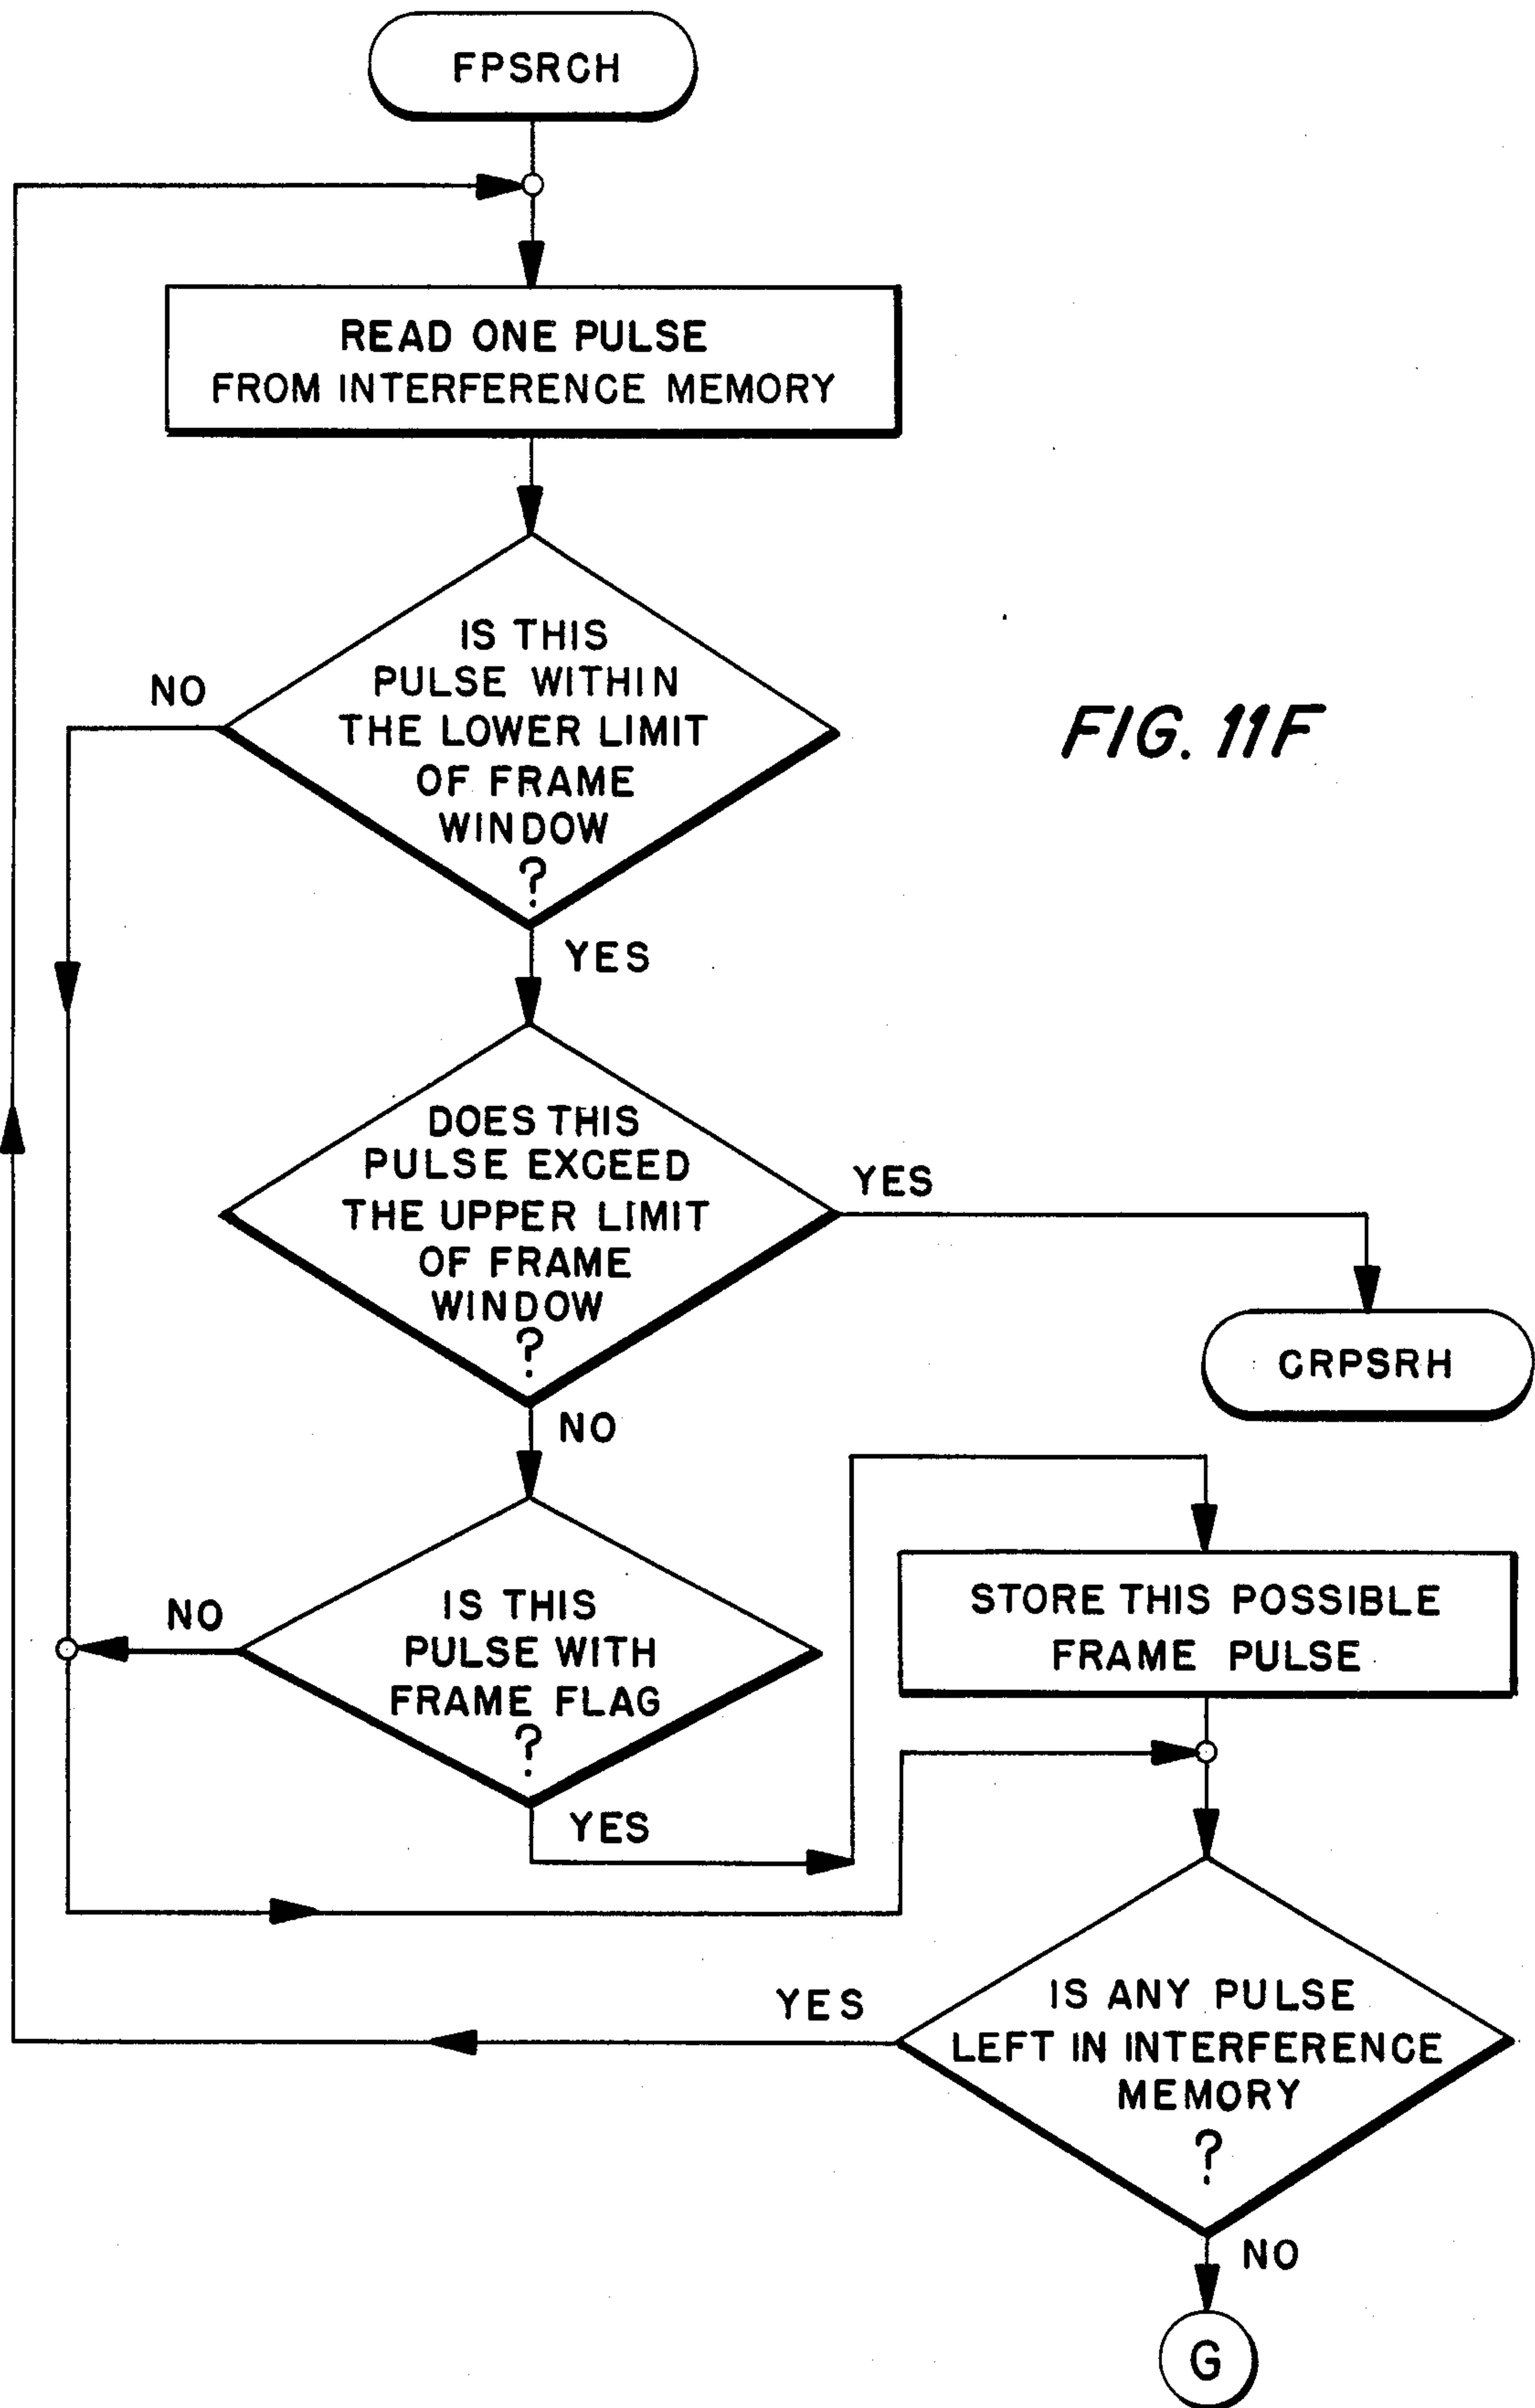 FPSRCH
READ ONE PULSE
FROM INTERFERENCE MEMORY
IS THIS
PULSE WITHIN
THE LOWER LIMIT
OF FRAME
WINDOW
?
NO
YES
FIG. 11F
DOES THIS
PULSE EXCEED
THE UPPER LIMIT
OF FRAME
WINDOW
?
YES
NO
CRPSRH
IS THIS
PULSE WITH
FRAME FLAG
?
NO
YES
STORE THIS POSSIBLE
FRAME PULSE
IS ANY PULSE
LEFT IN INTERFERENCE
MEMORY
?
YES
NO
G